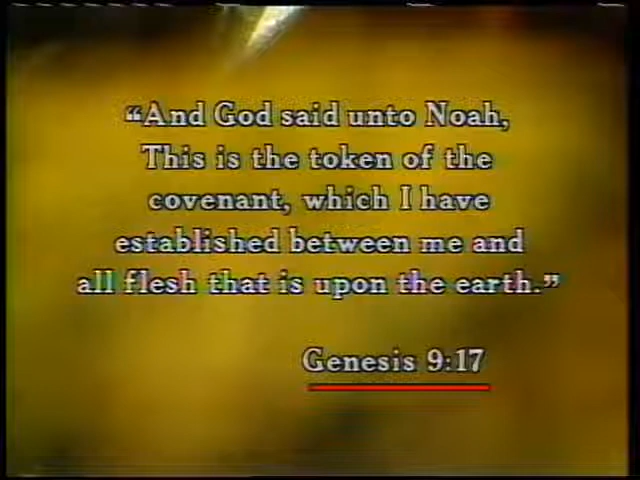 “And God said unto Noah,
This is the token of the
covenant, which I have
established between me and
all flesh that is upon the earth.”
Genesis 9:17